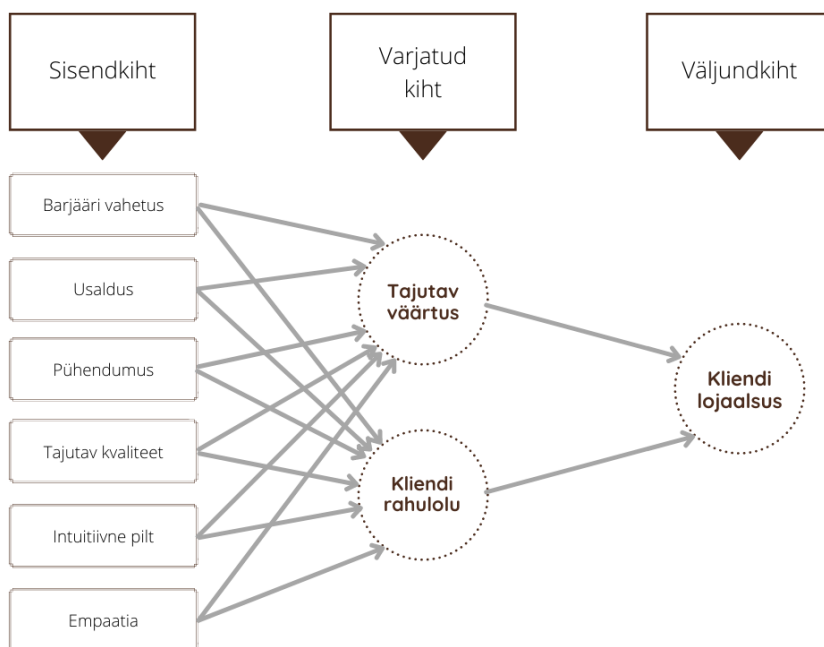 Sisendkiht
Varjatud
kiht
Väljundkiht
Barjääri vahetus
Usaldus
Pühendumus
Tajutav kvaliteet
Intuitiivne pilt
Empaatia
Tajutav
väärtus
Kliendi
rahulolu
Kliendi
lojaalsus